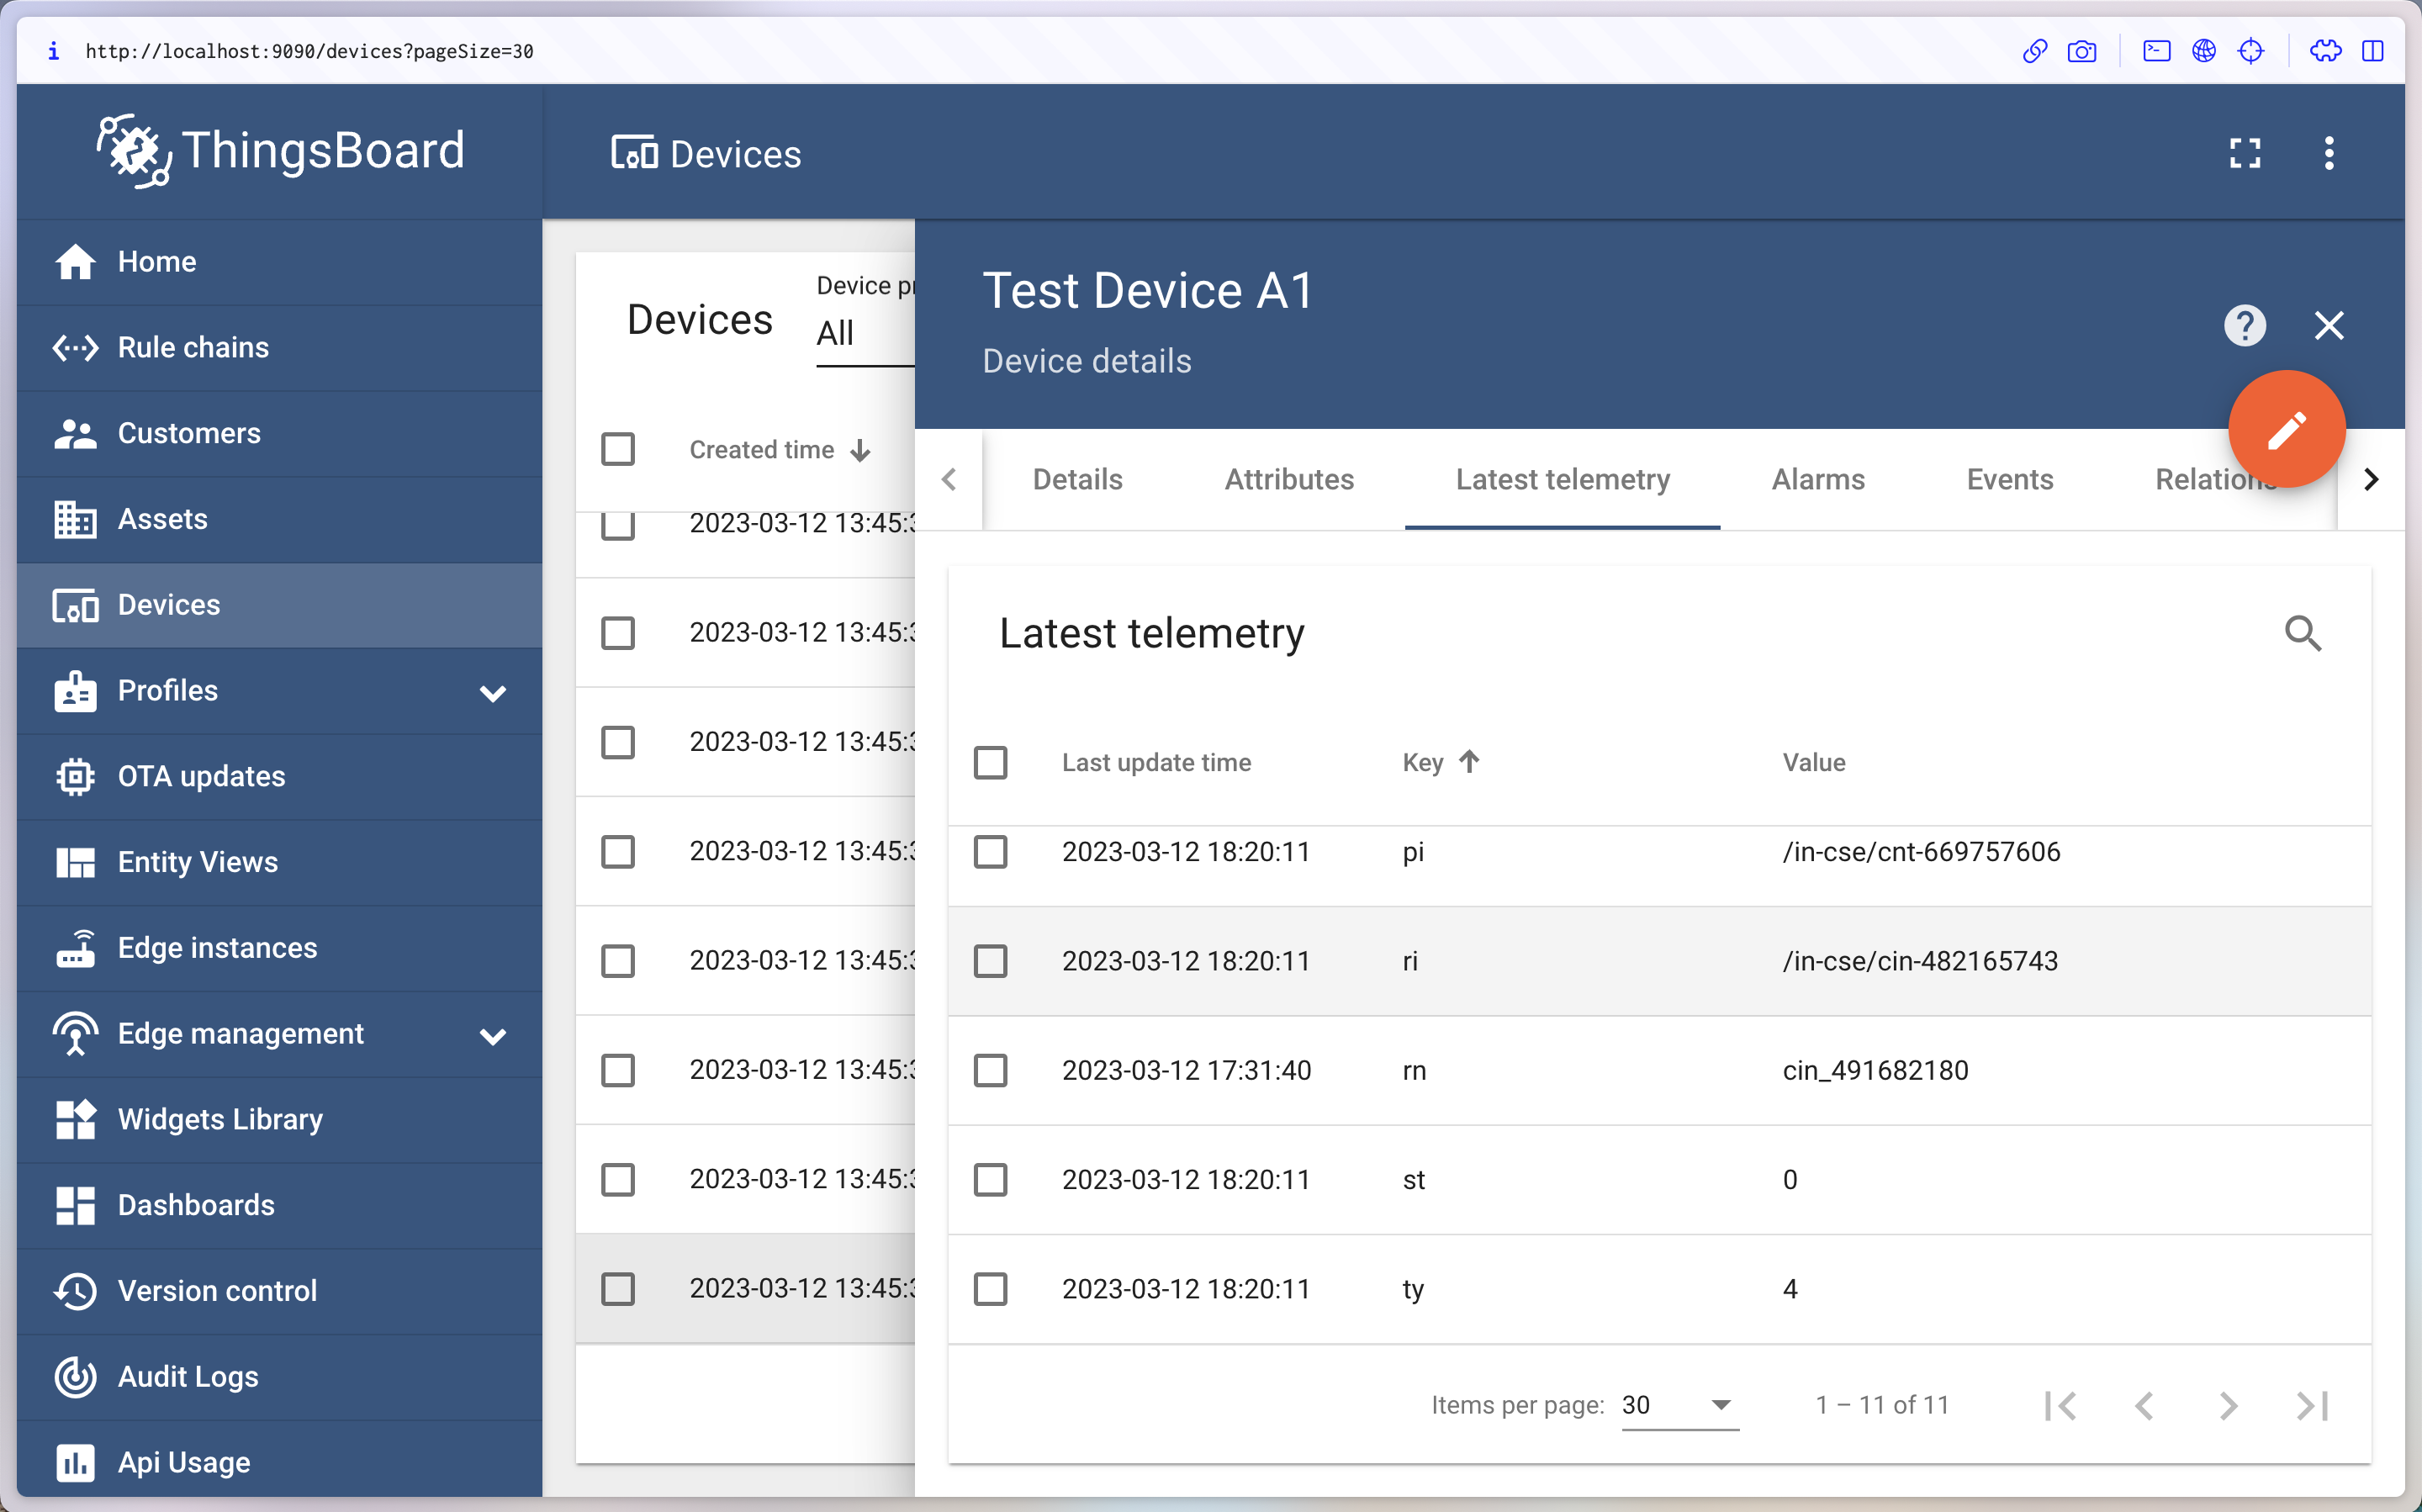 http://localhost:9090/devices?pageSize=30
ThingsBoard
Devices
Home
Rule chains
Customers
Assets
Devices
Profiles
OTA updates
Entity Views
Edge instances
Edge management
Widgets Library
Dashboards
Version control
Audit Logs
Api Usage
Devices
Device pr
All
Created time
2023-03-12 13:45:3
2023-03-12 13:45:3
2023-03-12 13:45:3
2023-03-12 13:45:3
2023-03-12 13:45:3
2023-03-12 13:45:3
2023-03-12 13:45:3
2023-03-12 13:45:3
Test Device A1
Device details
Details Attributes Latest telemetry Alarms Events Relations
Latest telemetry
Last update time Key Value
2023-03-12 18:20:11 pi /in-cse/cnt-669757606
2023-03-12 18:20:11 ri /in-cse/cin-482165743
2023-03-12 17:31:40 rn cin_491682180
2023-03-12 18:20:11 st 0
2023-03-12 18:20:11 ty 4
Items per page: 30 1 – 11 of 11